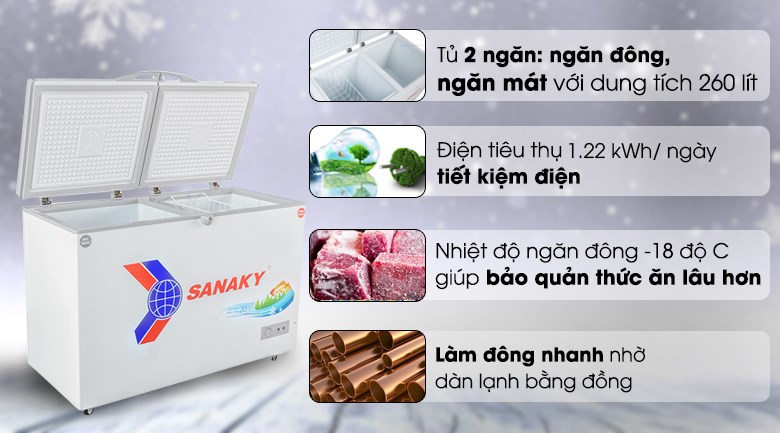 Tủ 2 ngăn: ngăn đông,
ngăn mát với dung tích 260 lít
Điện tiêu thụ 1.22 kWh/ ngày
tiết kiệm điện
Nhiệt độ ngăn đông -18 độ C
giúp bảo quản thức ăn lâu hơn
Làm đông nhanh nhờ
dàn lạnh bằng đồng
SANAKY